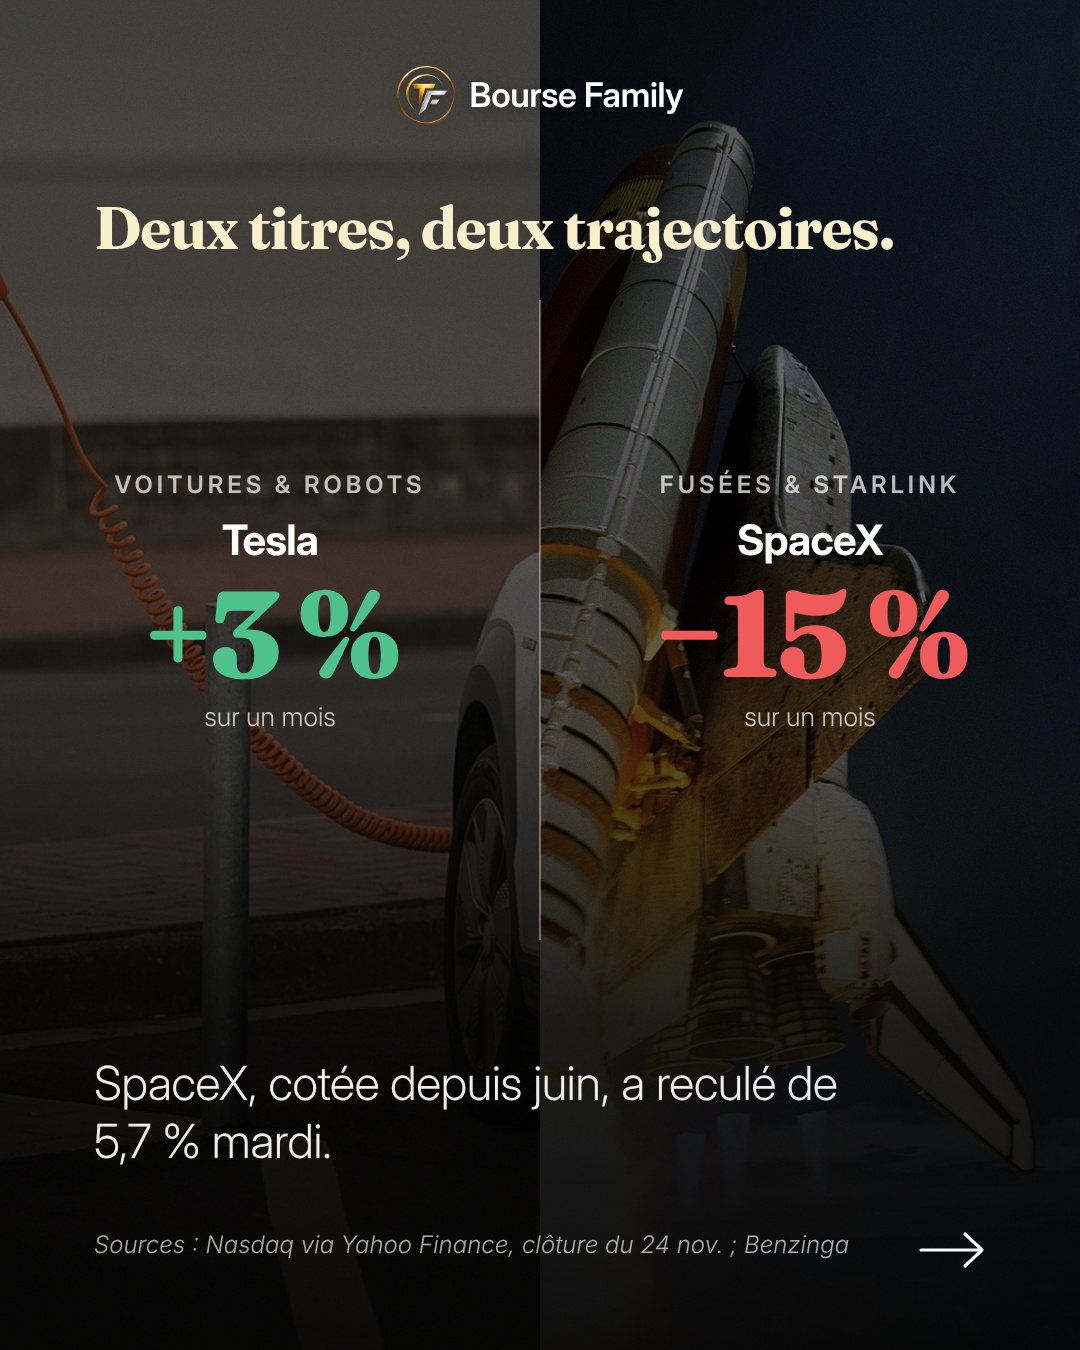 TF Bourse Family
Deux titres, deux trajectoires.
VOITURES & ROBOTS
Tesla
+3 %
sur un mois
FUSÉES & STARLINK
SpaceX
−15 %
sur un mois
SpaceX, cotée depuis juin, a reculé de
5,7 % mardi.
Sources : Nasdaq via Yahoo Finance, clôture du 24 nov. ; Benzinga